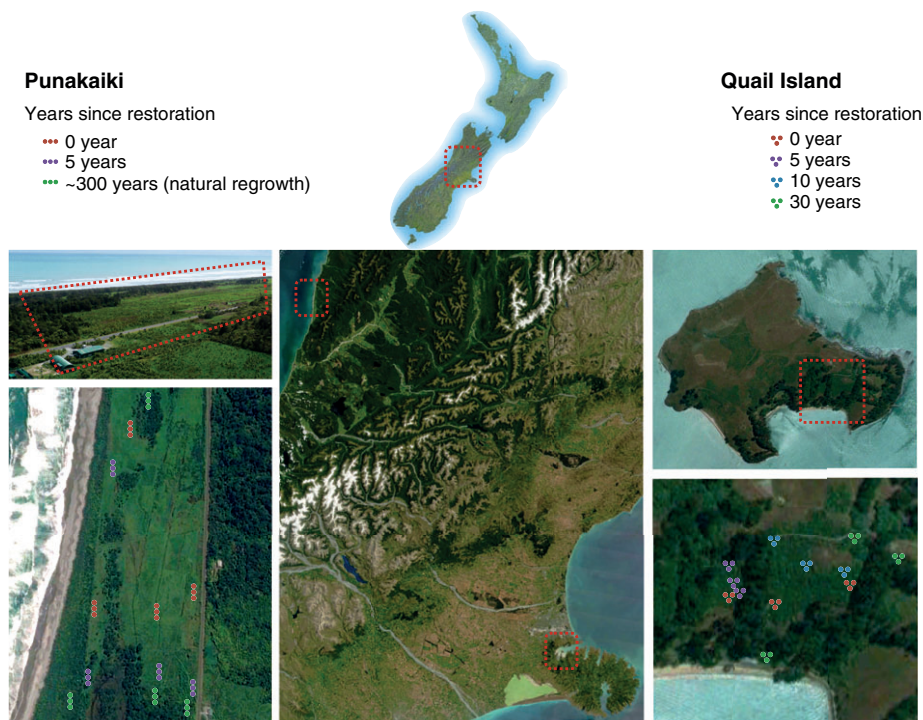 Punakaiki
Years since restoration
0 year
5 years
~300 years (natural regrowth)
Quail Island
Years since restoration
0 year
5 years
10 years
30 years